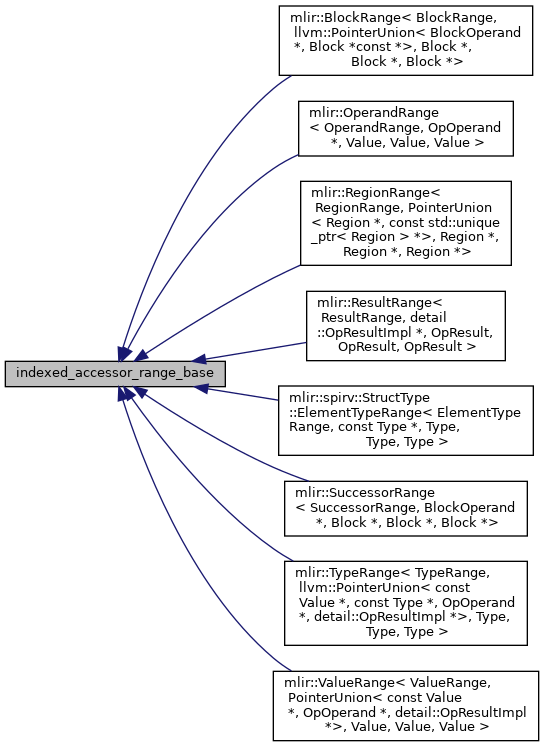 mlir::BlockRange< BlockRange,
llvm::PointerUnion< BlockOperand
*, Block *const *>, Block *,
Block *, Block *>
mlir::OperandRange
< OperandRange, OpOperand
*, Value, Value, Value >
mlir::RegionRange<
RegionRange, PointerUnion
< Region *, const std::unique
_ptr< Region > *>, Region *,
Region *, Region *>
mlir::ResultRange<
ResultRange, detail
::OpResultImpl *, OpResult,
OpResult, OpResult >
indexed_accessor_range_base
mlir::spirv::StructType
::ElementTypeRange< ElementType
Range, const Type *, Type,
Type, Type >
mlir::SuccessorRange
< SuccessorRange, BlockOperand
*, Block *, Block *, Block *>
mlir::TypeRange< TypeRange,
llvm::PointerUnion< const
Value *, const Type *, OpOperand
*, detail::OpResultImpl *>, Type,
Type, Type >
mlir::ValueRange< ValueRange,
PointerUnion< const Value
*, OpOperand *, detail::OpResultImpl
*>, Value, Value, Value >